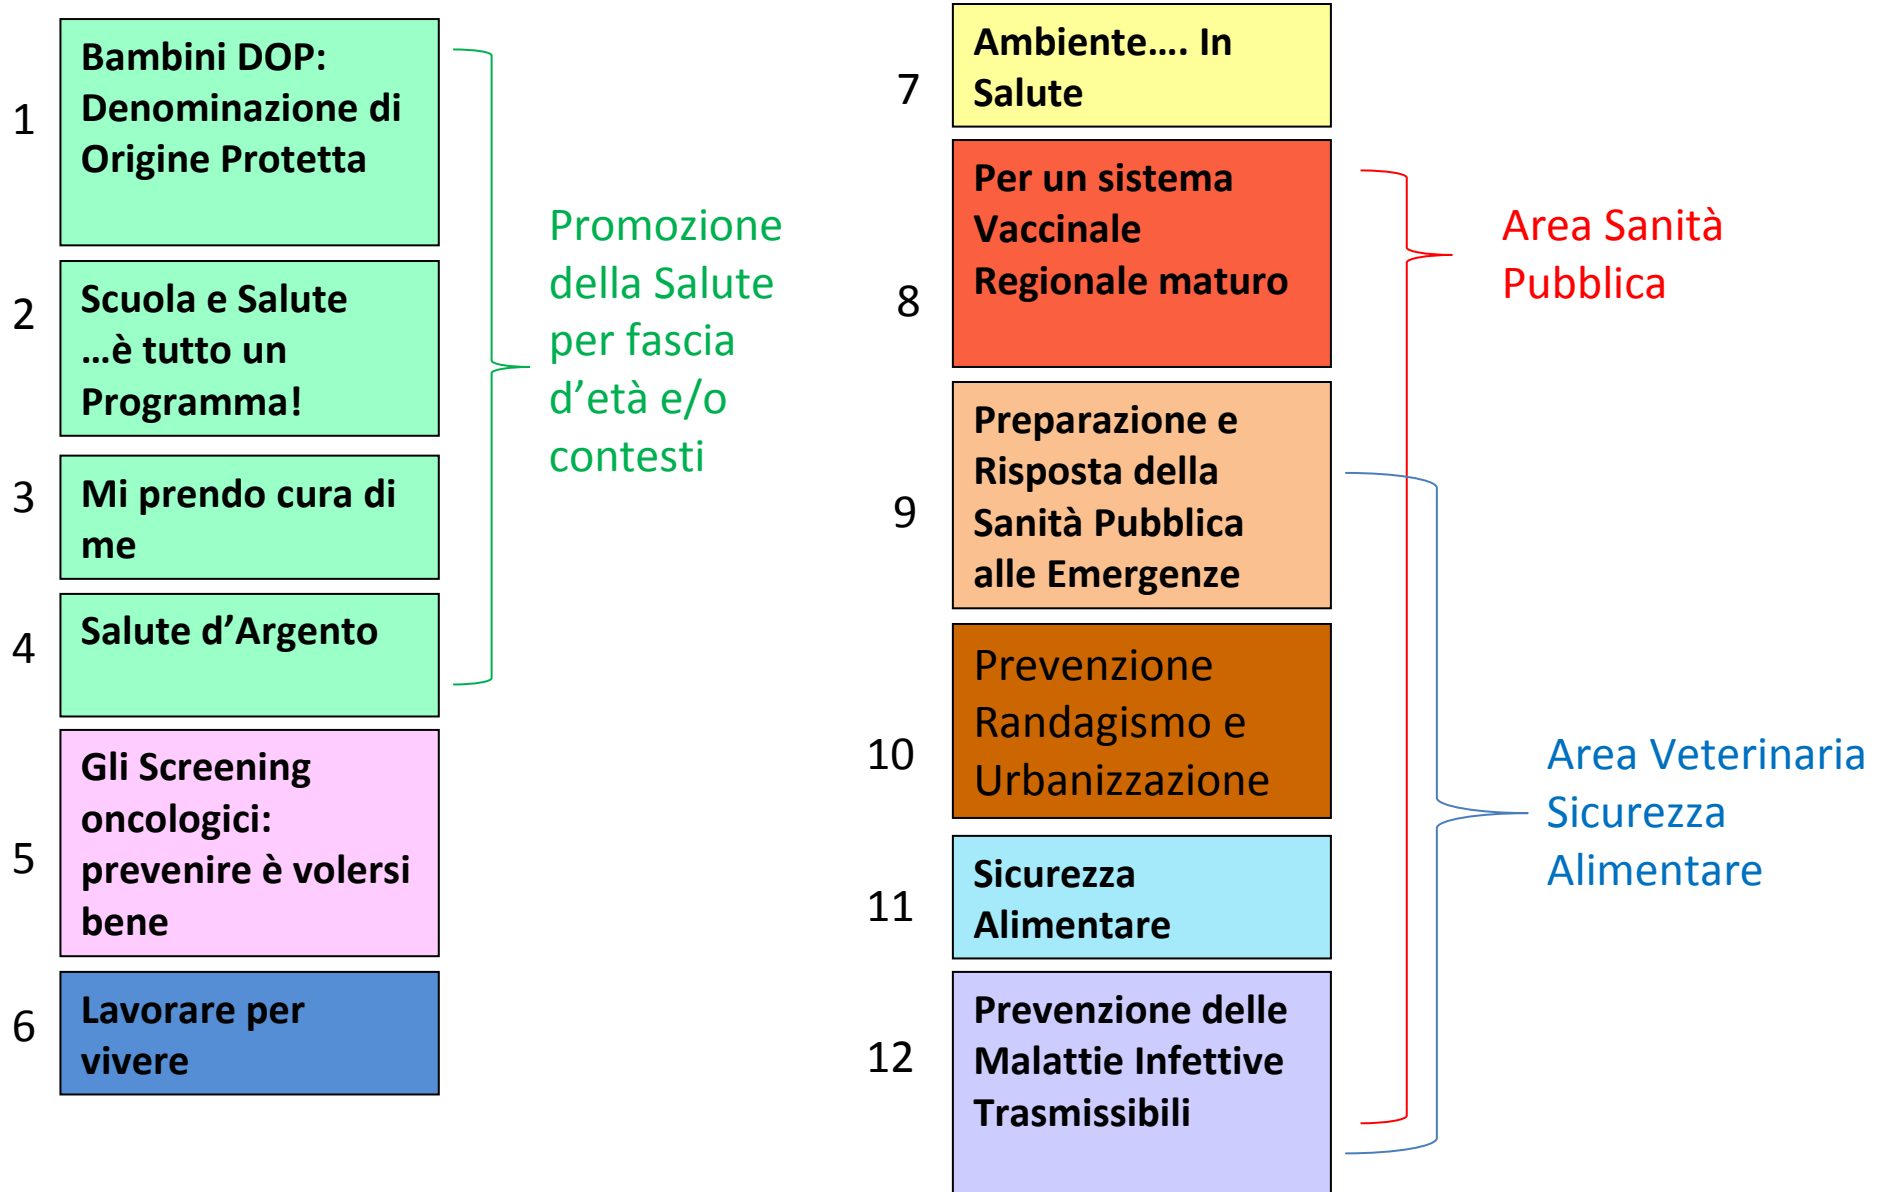 1
Bambini DOP:
Denominazione di
Origine Protetta
2
Scuola e Salute
…è tutto un
Programma!
3
Mi prendo cura di
me
4
Salute d’Argento
Promozione
della Salute
per fascia
d’età e/o
contesti
5
Gli Screening
oncologici:
prevenire è volersi
bene
6
Lavorare per
vivere
7
Ambiente…. In
Salute
8
Per un sistema
Vaccinale
Regionale maturo
9
Preparazione e
Risposta della
Sanità Pubblica
alle Emergenze
10
Prevenzione
Randagismo e
Urbanizzazione
11
Sicurezza
Alimentare
12
Prevenzione delle
Malattie Infettive
Trasmissibili
Area Sanità
Pubblica
Area Veterinaria
Sicurezza
Alimentare